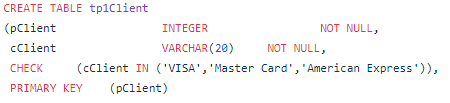 CREATE TABLE tp1Client
(pClient INTEGER NOT NULL,
cClient VARCHAR(20) NOT NULL,
CHECK (cClient IN ('VISA','Master Card','American Express')),
PRIMARY KEY (pClient)